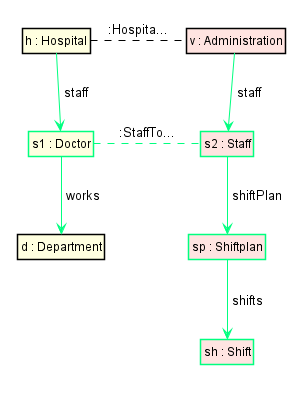 :Hospita...
h : Hospital
v : Administration
staff
staff
:StaffTo...
s1 : Doctor
s2 : Staff
works
shiftPlan
d : Department
sp : Shiftplan
shifts
sh : Shift